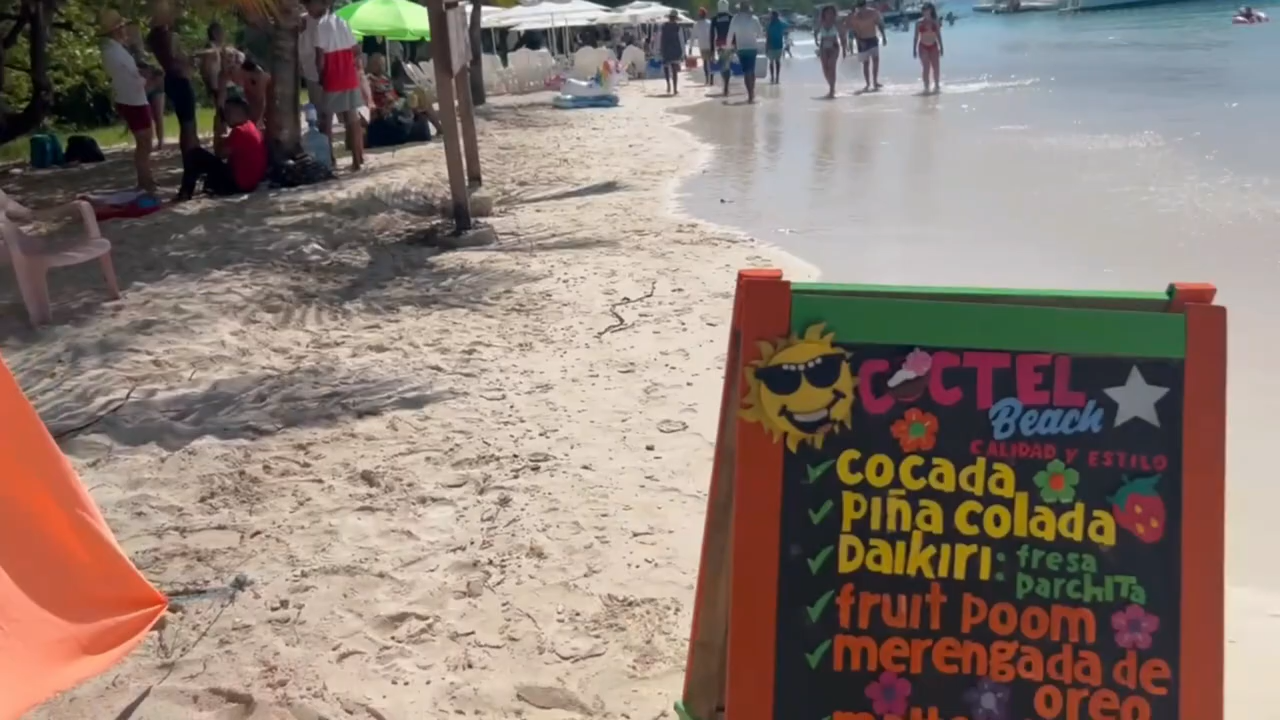 COCTEL
Beach
CALIDAD Y ESTILO
cocada
piña colada
Daikiri: fresa
parchita
fruit poom
merengada de
oreo